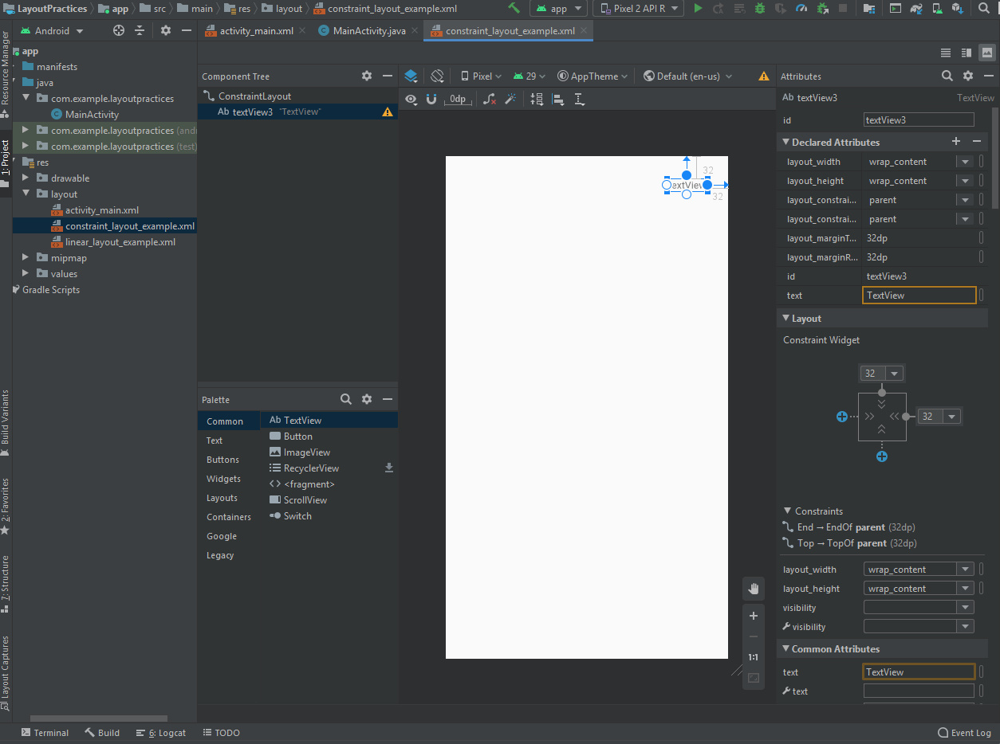 LayoutPractices app src main res layout constraint_layout_example.xml app Pixel 2 API R
Android activity_main.xml MainActivity.java constraint_layout_example.xml
Resource Manager
1: Project
Build Variants
2: Favorites
7: Structure
Layout Captures
app
manifests
java
com.example.layoutpractices
MainActivity
com.example.layoutpractices (and
com.example.layoutpractices (test)
res
drawable
layout
activity_main.xml
constraint_layout_example.xml
linear_layout_example.xml
mipmap
values
Gradle Scripts
Component Tree
ConstraintLayout
Ab textView3 "TextView"
Palette
Common
Text
Buttons
Widgets
Layouts
Containers
Google
Legacy
Ab TextView
Button
ImageView
RecyclerView
<fragment>
ScrollView
Switch
Pixel 29 AppTheme Default (en-us)
0dp
32
extView
32
1:1
Attributes
Ab textView3 TextView
id textView3
Declared Attributes
layout_width wrap_content
layout_height wrap_content
layout_constrai... parent
layout_constrai... parent
layout_marginT... 32dp
layout_marginR... 32dp
id textView3
text TextView
Layout
Constraint Widget
32
32
Constraints
End → EndOf parent (32dp)
Top → TopOf parent (32dp)
layout_width wrap_content
layout_height wrap_content
visibility
visibility
Common Attributes
text TextView
text
Terminal Build 6: Logcat TODO Event Log